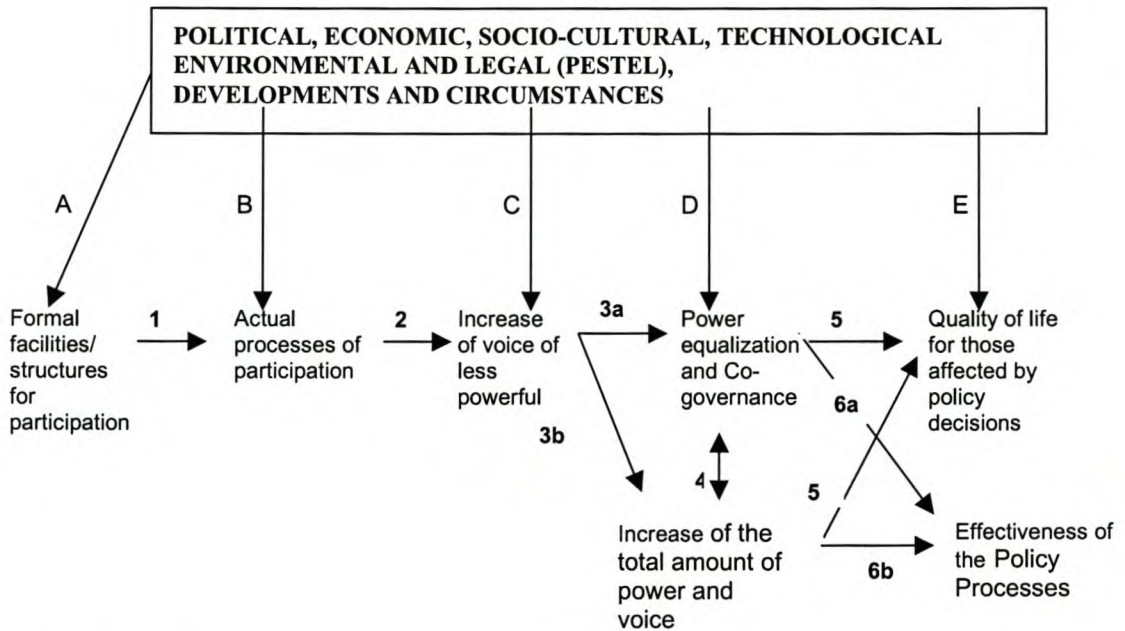 POLITICAL, ECONOMIC, SOCIO-CULTURAL, TECHNOLOGICAL
ENVIRONMENTAL AND LEGAL (PESTEL),
DEVELOPMENTS AND CIRCUMSTANCES
A
B
C
D
E
Formal
facilities/
structures
for
participation
1
Actual
processes of
participation
2
Increase
of voice of
less
powerful
3a
3b
Power
equalization
and Co-
governance
5
6a
Quality of life
for those
affected by
policy
decisions
4
5
Increase of the
total amount of
power and
voice
6b
Effectiveness of
the Policy
Processes